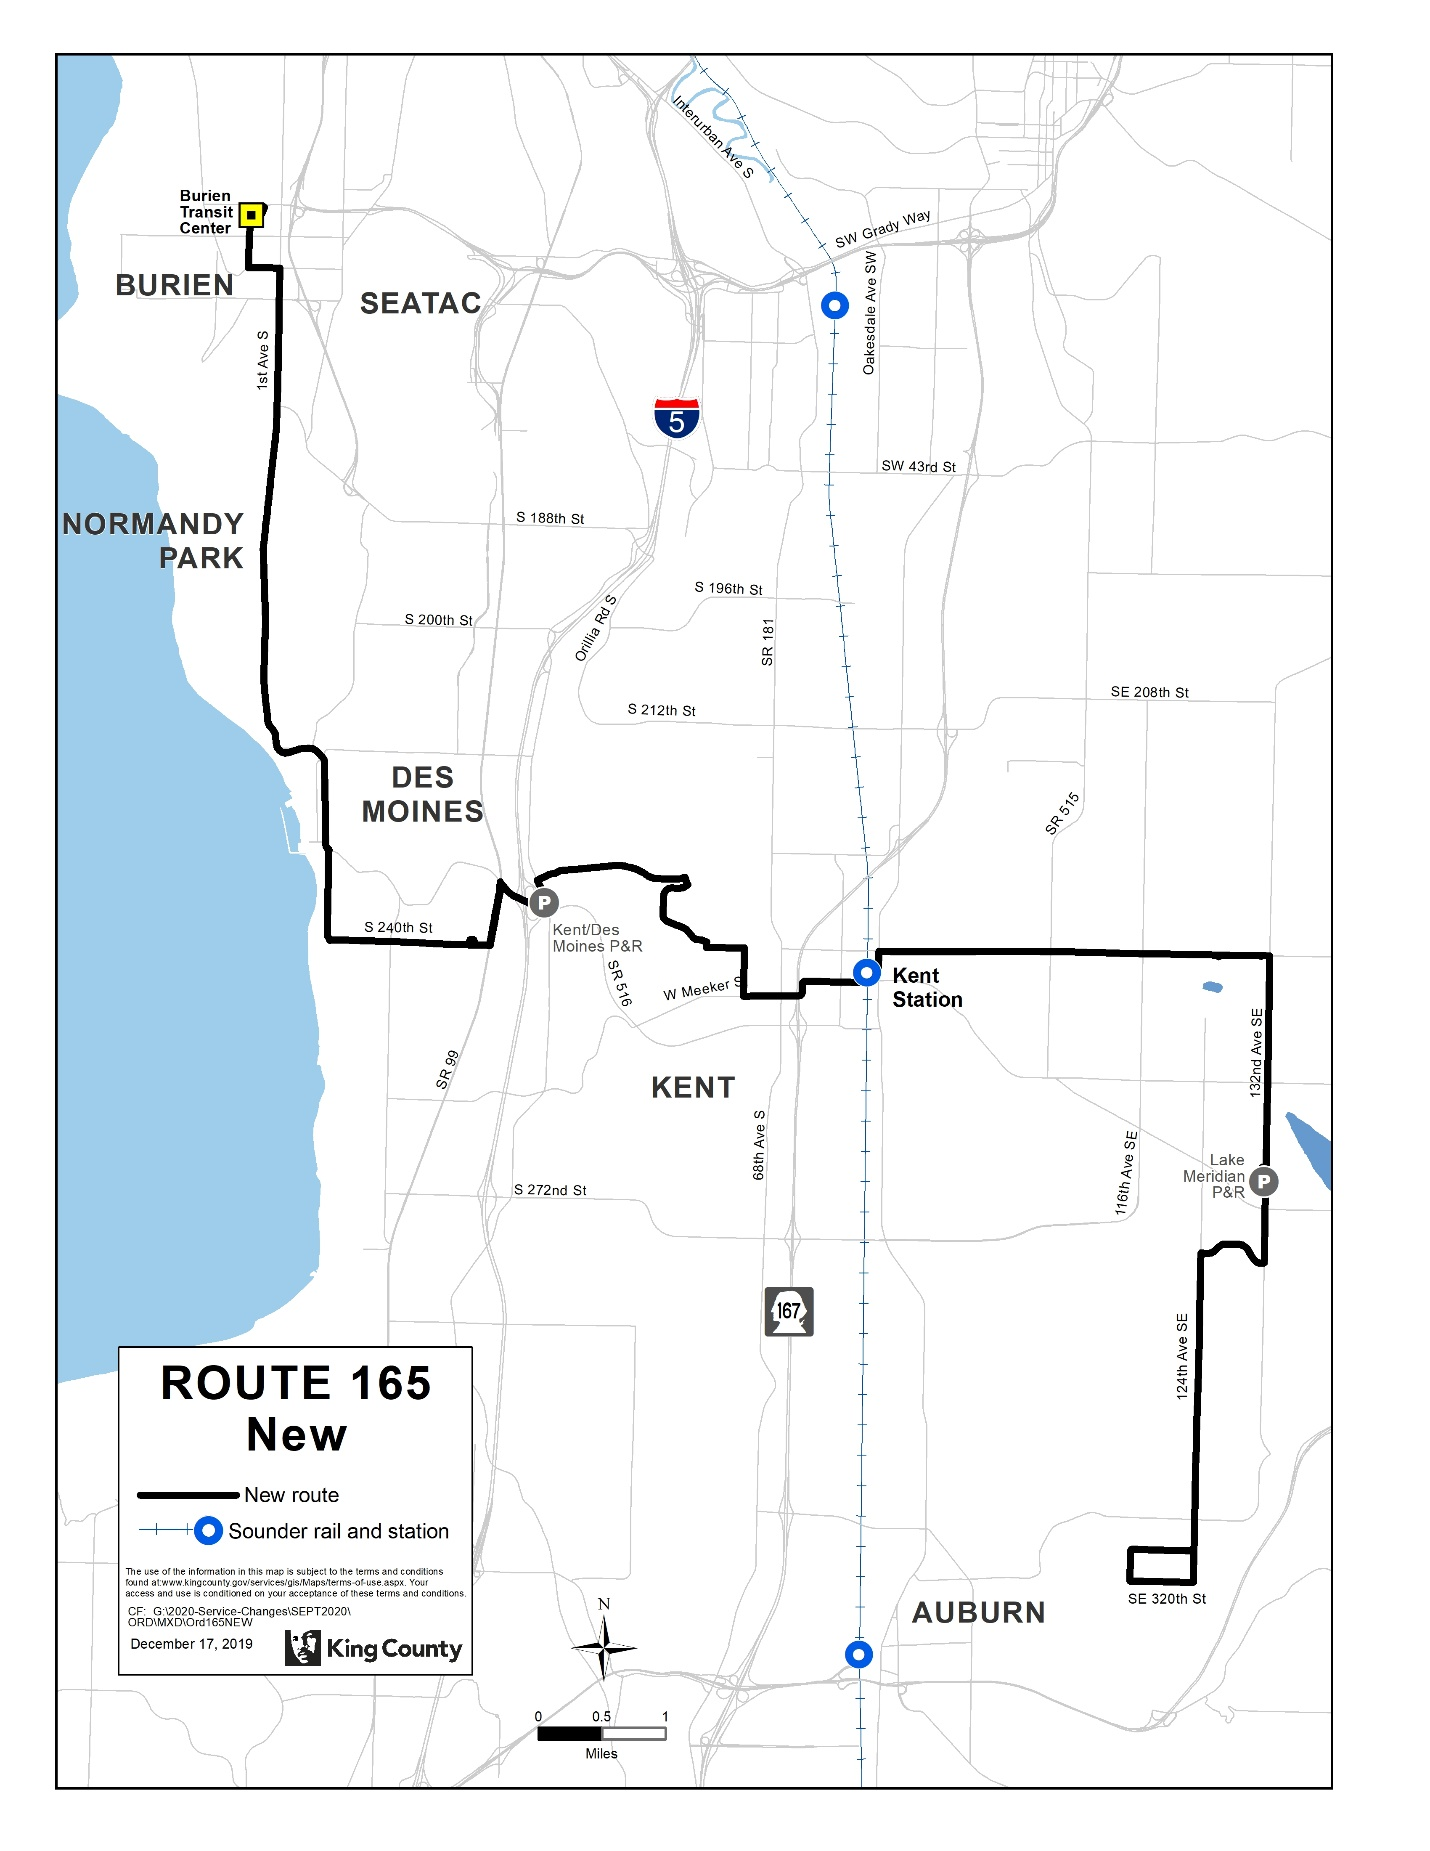 Interurban Ave S
Burien
Transit
Center
SW Grady Way
BURIEN
SEATAC
Oakesdale Ave SW
1st Ave S
5
SW 43rd St
NORMANDY
PARK
S 188th St
S 196th St
Orillia Rd S
S 200th St
SR 181
SE 208th St
S 212th St
DES
MOINES
SR 515
P
Kent/Des
Moines P&R
S 240th St
SR 516
W Meeker S
Kent
Station
132nd Ave SE
SR 99
KENT
68th Ave S
116th Ave SE
Lake
Meridian
P&R
P
S 272nd St
167
124th Ave SE
ROUTE 165
New
New route
Sounder rail and station
The use of the information in this map is subject to the terms and conditions
found at:www.kingcounty.gov/services/gis/Maps/terms-of-use.aspx. Your
access and use is conditioned on your acceptance of these terms and conditions.
CF: G:\2020-Service-Changes\SEPT2020\
ORD\MXD\Ord165NEW
December 17, 2019
King County
SE 320th St
AUBURN
N
0 0.5 1
Miles